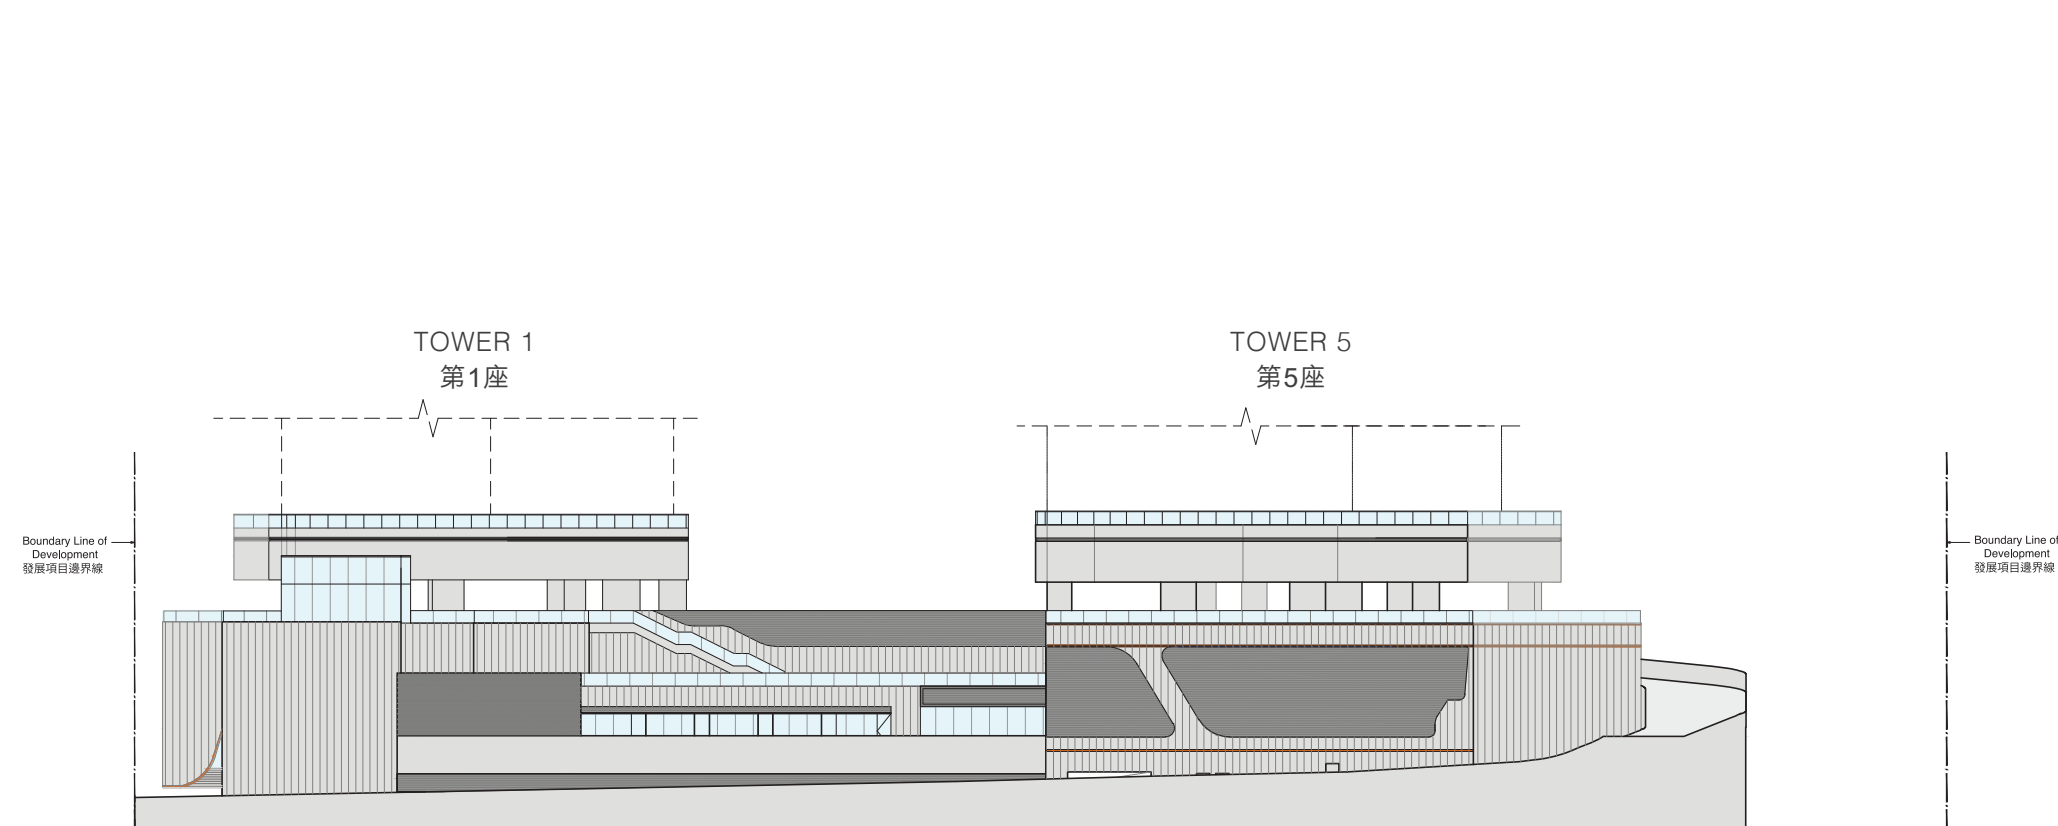 TOWER 1
第1座
TOWER 5
第5座
Boundary Line of
Development
發展項目邊界線
Boundary Line of
Development
發展項目邊界線